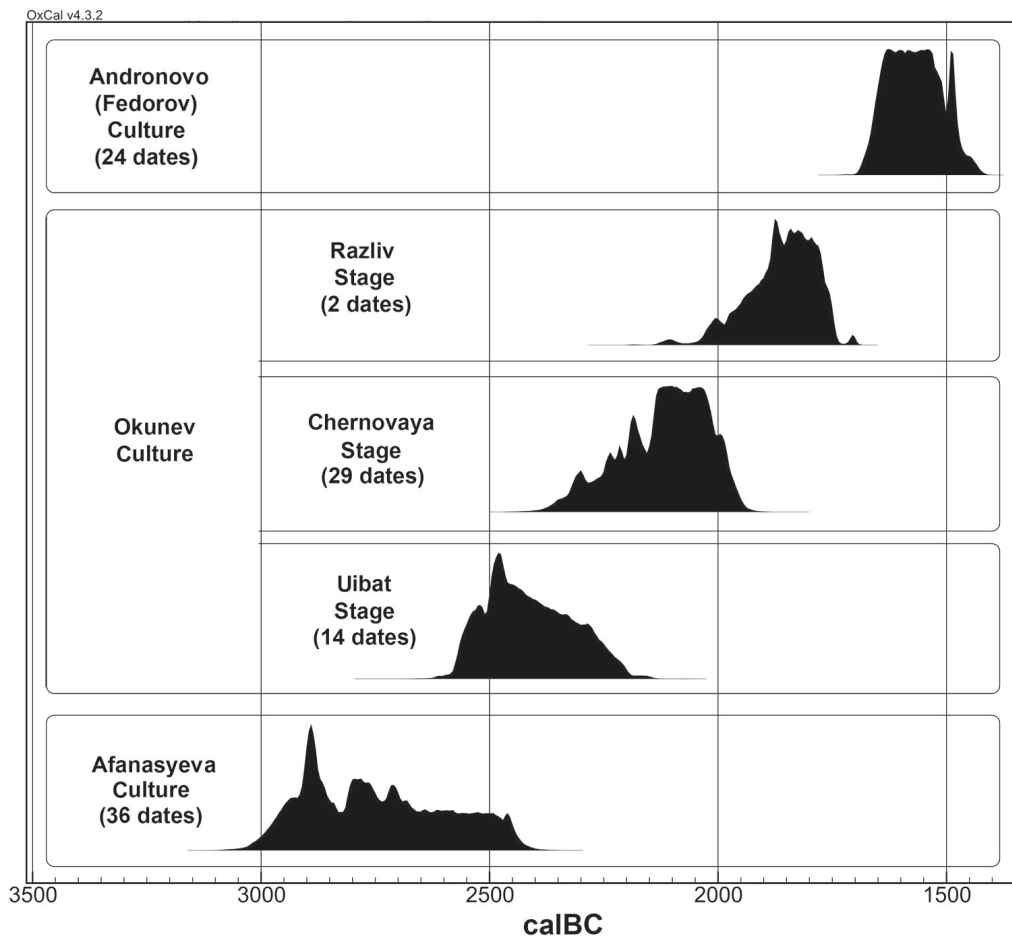 OxCal v4.3.2
Andronovo
(Fedorov)
Culture
(24 dates)
Razliv
Stage
(2 dates)
Okunev
Culture
Chernovaya
Stage
(29 dates)
Uibat
Stage
(14 dates)
Afanasyeva
Culture
(36 dates)
3500 3000 2500 2000 1500
calBC